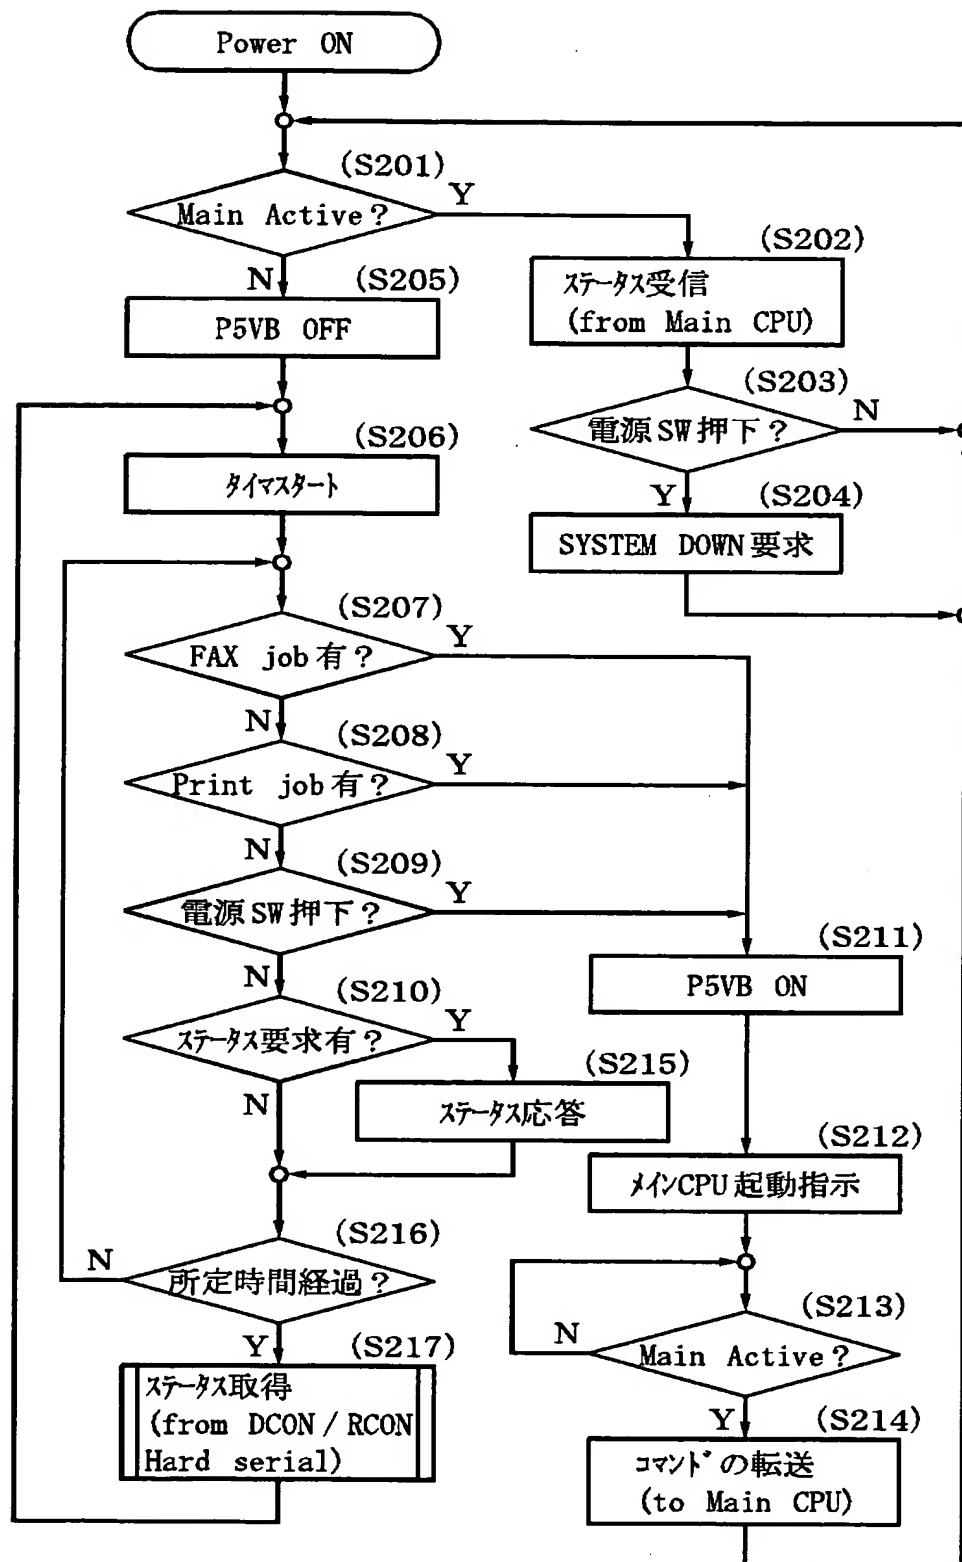 Power ON
(S201)
Main Active?
Y
N
(S202)
ステータス受信
(from Main CPU)
(S205)
P5VB OFF
(S203)
電源SW押下?
N
Y
(S206)
タイマスタート
(S204)
SYSTEM DOWN要求
(S207)
FAX job有?
Y
N
(S208)
Print job有?
Y
N
(S209)
電源SW押下?
Y
N
(S211)
P5VB ON
(S210)
ステータス要求有?
Y
N
(S215)
ステータス応答
(S212)
メインCPU起動指示
(S216)
所定時間経過?
N
Y
(S213)
Main Active?
N
Y
(S217)
ステータス取得
(from DCON/RCON
Hard serial)
(S214)
コマンドの転送
(to Main CPU)